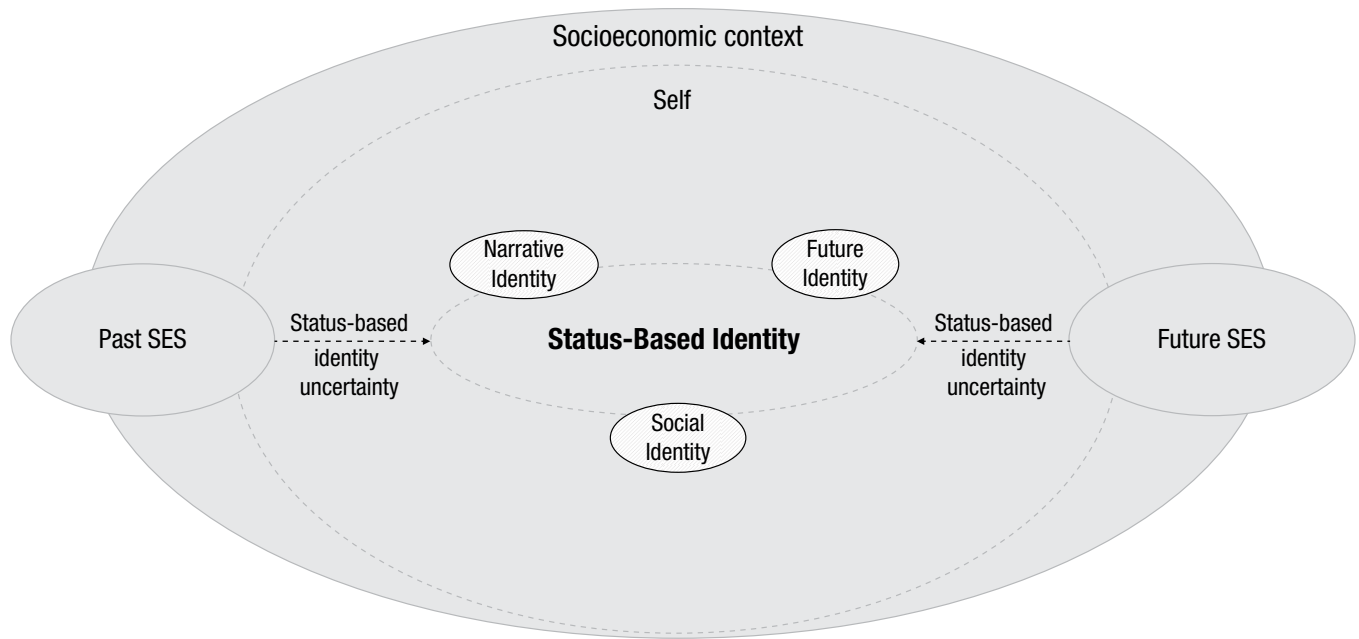 Socioeconomic context
Self
Narrative
Identity
Future
Identity
Past SES
Status-based
identity
uncertainty
Status-Based Identity
Status-based
identity
uncertainty
Future SES
Social
Identity